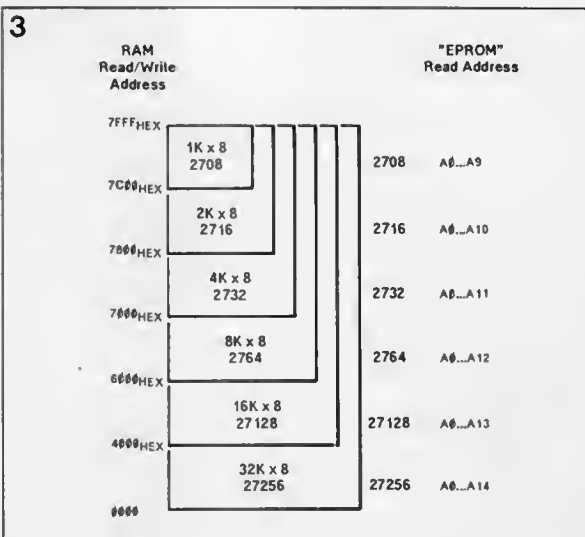 3
RAM
Read/Write
Address
"EPROM"
Read Address
7FFFHEX
1K x 8
2708
2708 A0...A9
7C00HEX
2K x 8
2716
2716 A0...A10
7800HEX
4K x 8
2732
2732 A0...A11
7000HEX
8K x 8
2764
2764 A0...A12
6000HEX
16K x 8
27128
27128 A0...A13
4000HEX
32K x 8
27256
27256 A0...A14
0000